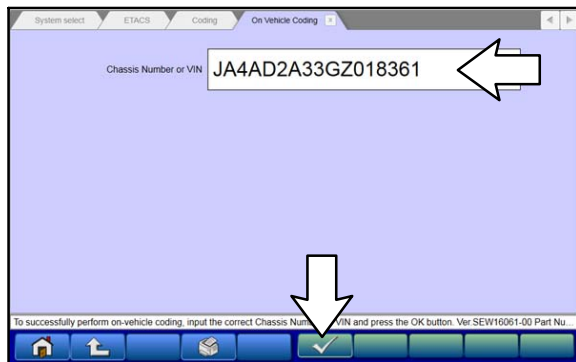 System select ETACS Coding On Vehicle Coding
Chassis Number or VIN JA4AD2A33GZ018361
To successfully perform on-vehicle coding, input the correct Chassis VIN and press the OK button. Ver.SEW16061-00 Part Nu...